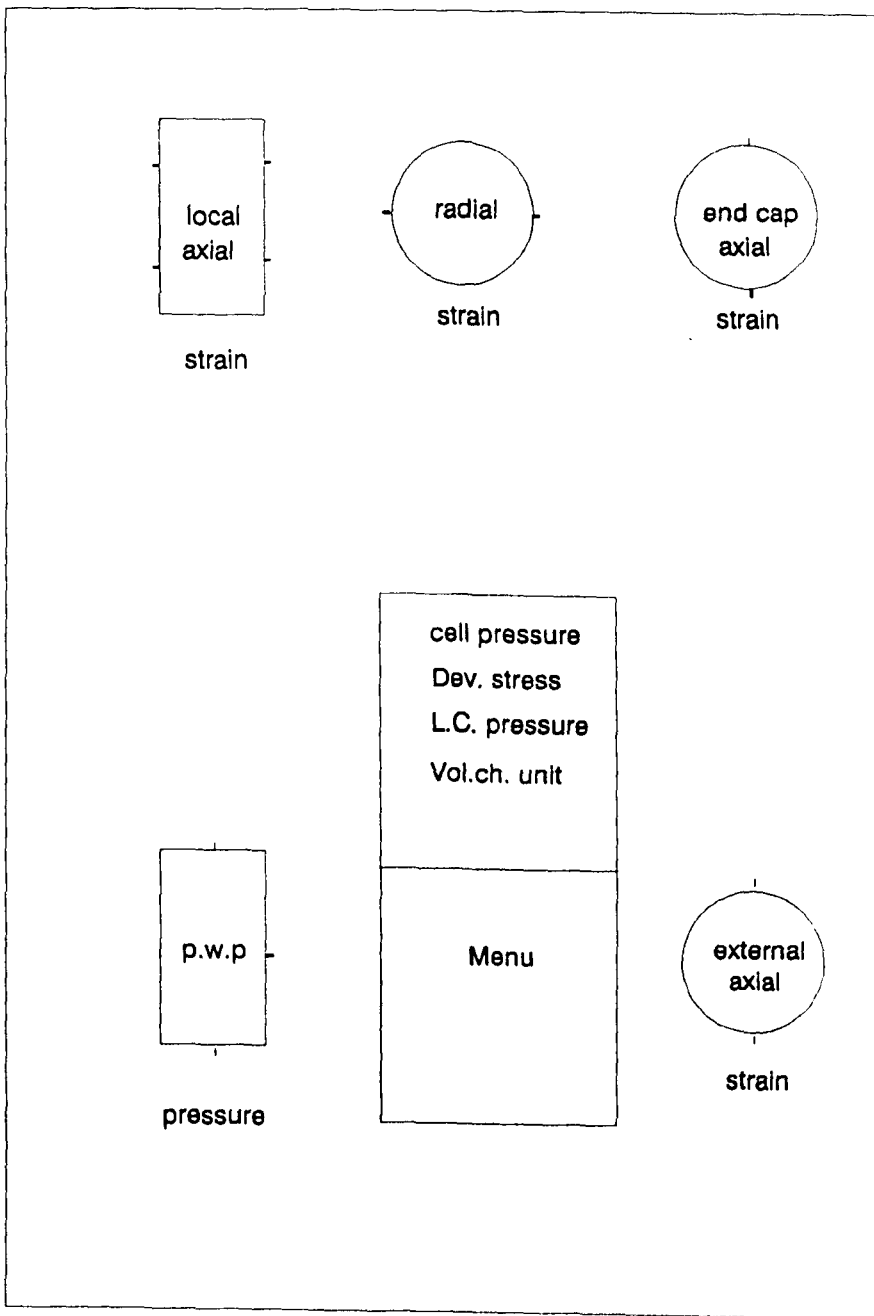 local
axial
strain
radial
strain
end cap
axial
strain
cell pressure
Dev. stress
L.C. pressure
Vol.ch. unit
p.w.p
pressure
Menu
external
axial
strain